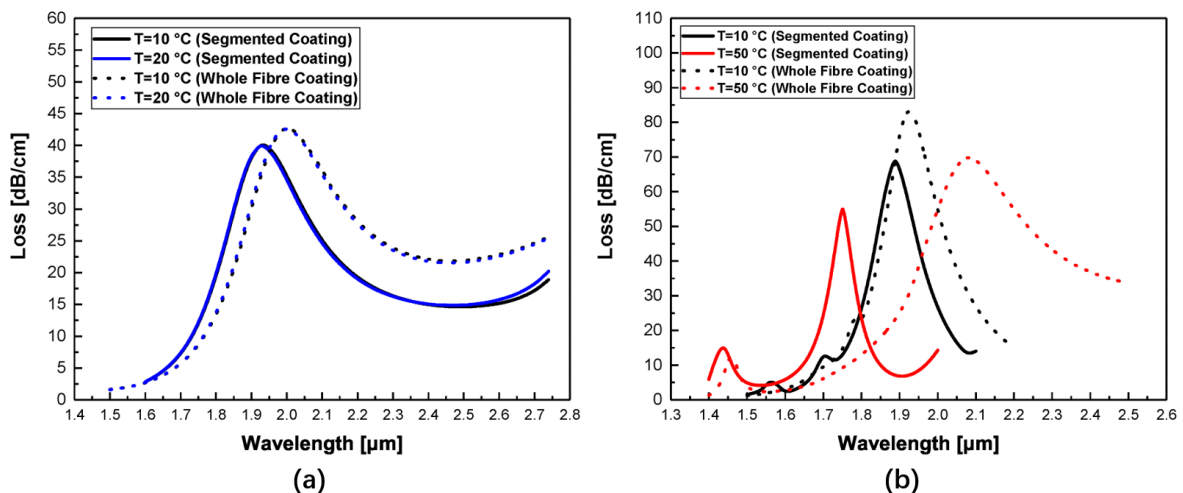 60
55
50
45
40
35
30
25
20
15
10
5
0
Loss [dB/cm]
T=10 °C (Segmented Coating)
T=20 °C (Segmented Coating)
T=10 °C (Whole Fibre Coating)
T=20 °C (Whole Fibre Coating)
1.4 1.5 1.6 1.7 1.8 1.9 2.0 2.1 2.2 2.3 2.4 2.5 2.6 2.7 2.8
Wavelength [µm]
(a)
110
100
90
80
70
60
50
40
30
20
10
0
Loss [dB/cm]
T=10 °C (Segmented Coating)
T=50 °C (Segmented Coating)
T=10 °C (Whole Fibre Coating)
T=50 °C (Whole Fibre Coating)
1.3 1.4 1.5 1.6 1.7 1.8 1.9 2.0 2.1 2.2 2.3 2.4 2.5 2.6
Wavelength [µm]
(b)